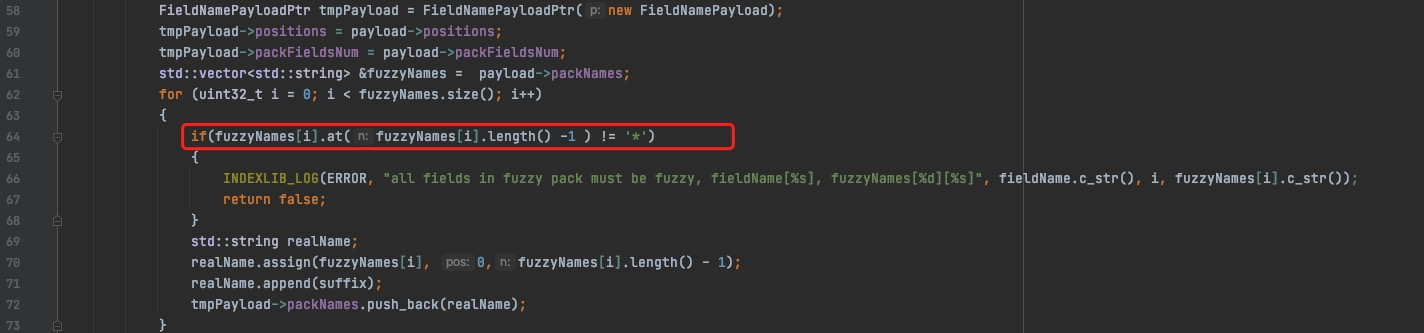 58 FieldNamePayloadPtr tmpPayload = FieldNamePayloadPtr( p: new FieldNamePayload);
59 tmpPayload->positions = payload->positions;
60 tmpPayload->packFieldsNum = payload->packFieldsNum;
61 std::vector<std::string> &fuzzyNames =  payload->packNames;
62 for (uint32_t i = 0; i < fuzzyNames.size(); i++)
63 {
64 if(fuzzyNames[i].at( n: fuzzyNames[i].length() -1 ) != '*')
65 {
66 INDEXLIB_LOG(ERROR, "all fields in fuzzy pack must be fuzzy, fieldName[%s], fuzzyNames[%d][%s]", fieldName.c_str(), i, fuzzyNames[i].c_str());
67 return false;
68 }
69 std::string realName;
70 realName.assign(fuzzyNames[i], pos: 0, n: fuzzyNames[i].length() - 1);
71 realName.append(suffix);
72 tmpPayload->packNames.push_back(realName);
73 }